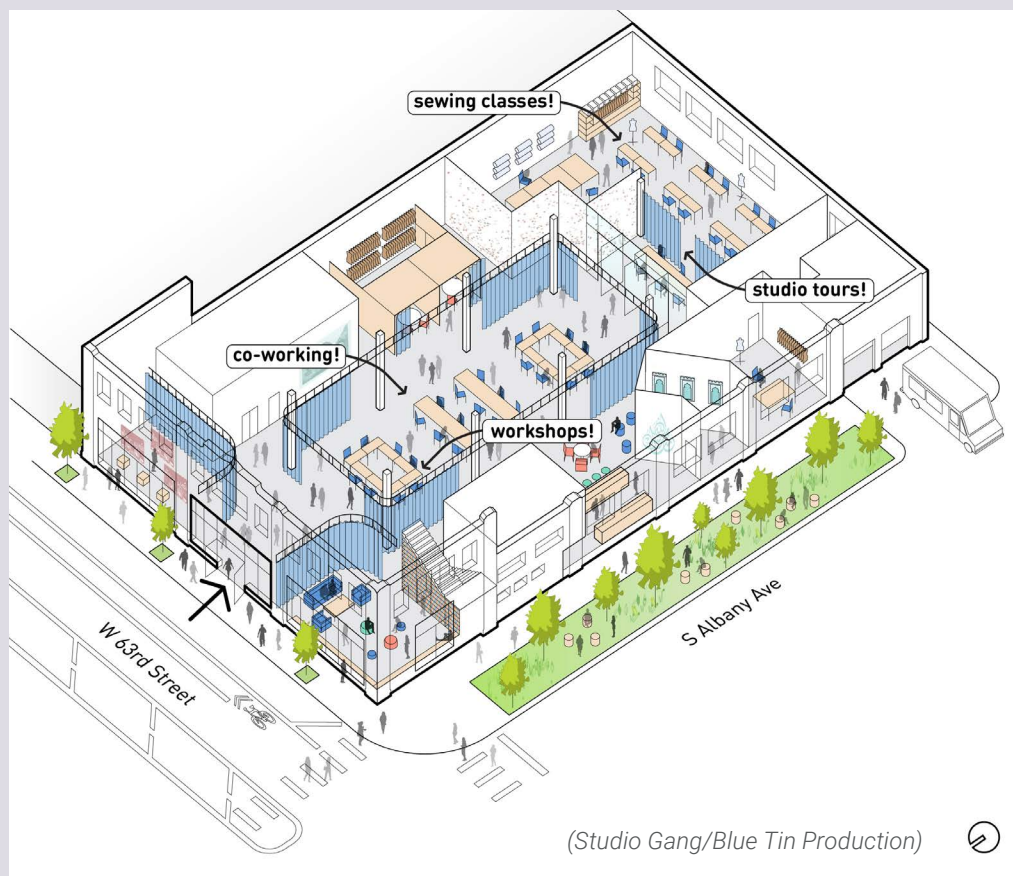 sewing classes!
studio tours!
co-working!
workshops!
W 63rd Street
S Albany Ave
(Studio Gang/Blue Tin Production)